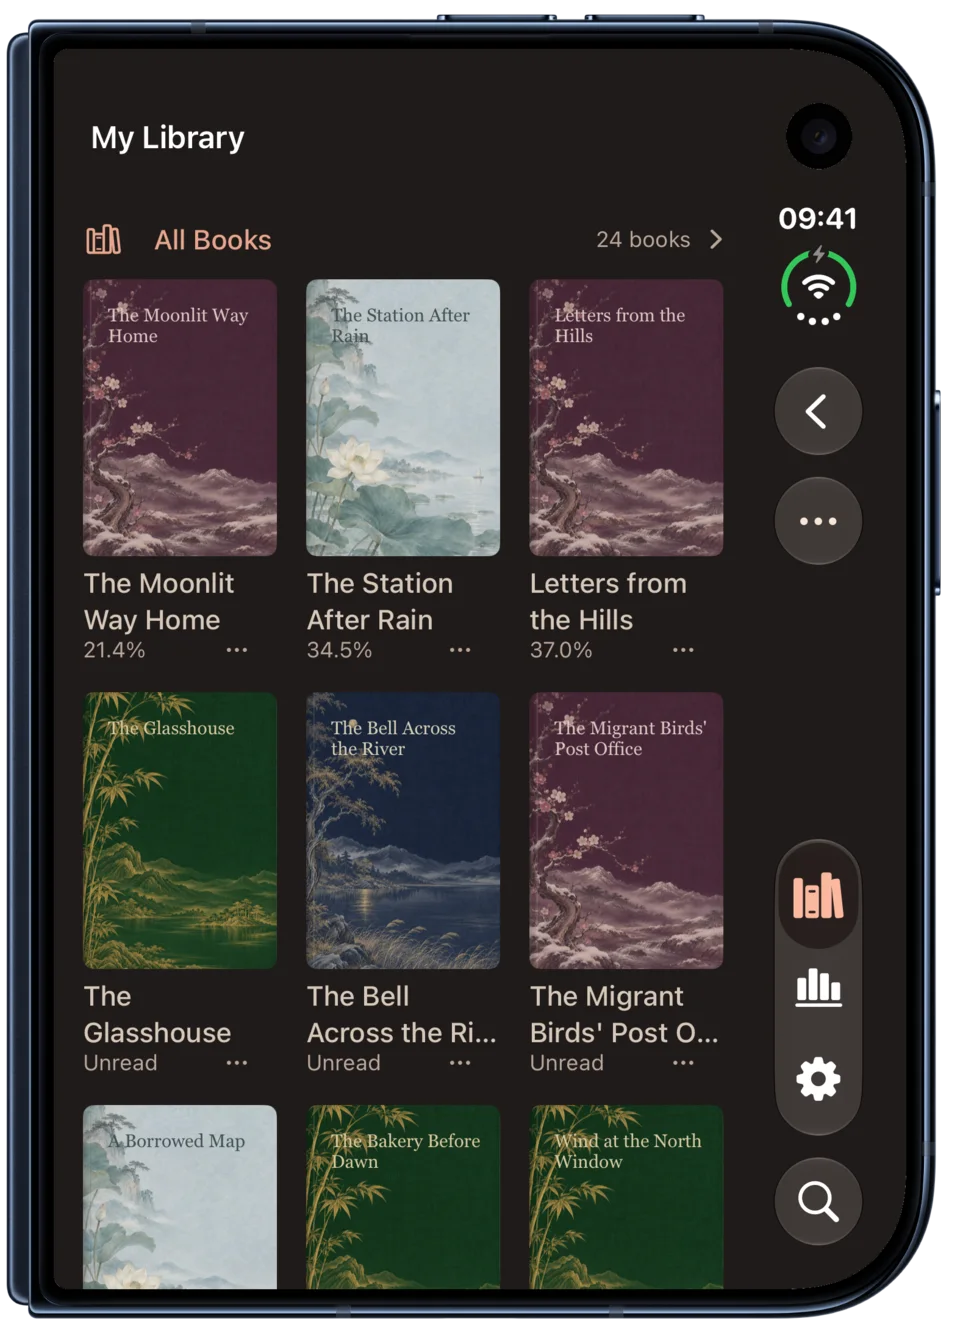 My Library
09:41
All Books
24 books
The Moonlit Way
Home
The Station After
Rain
Letters from the
Hills
The Moonlit
Way Home
21.4%
The Station
After Rain
34.5%
Letters from
the Hills
37.0%
The Glasshouse
The Bell Across
the River
The Migrant Birds'
Post Office
The
Glasshouse
Unread
The Bell
Across the Ri...
Unread
The Migrant
Birds' Post O...
Unread
A Borrowed Map
The Bakery Before
Dawn
Wind at the North
Window